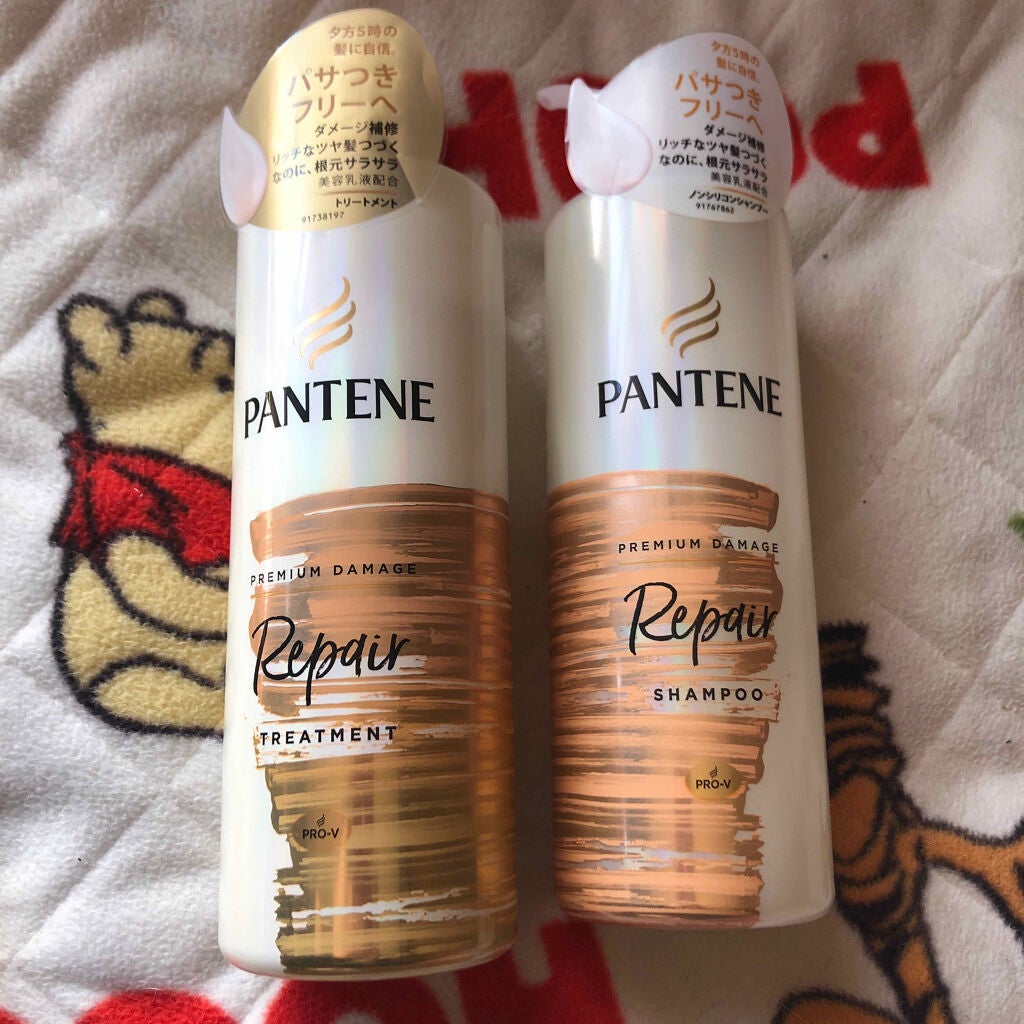 夕方5時の
髪に自信。
パサつき
フリーへ
ダメージ補修
リッチなツヤ髪つづく
なのに、根元サラサラ
美容乳液配合
トリートメント
91738197
PANTENE
PREMIUM DAMAGE
Repair
TREATMENT
PRO-V
夕方5時の
髪に自信。
パサつき
フリーへ
ダメージ補修
リッチなツヤ髪つづく
なのに、根元サラサラ
美容乳液配合
ノンシリコンシャンプー
91767862
PANTENE
PREMIUM DAMAGE
Repair
SHAMPOO
PRO-V